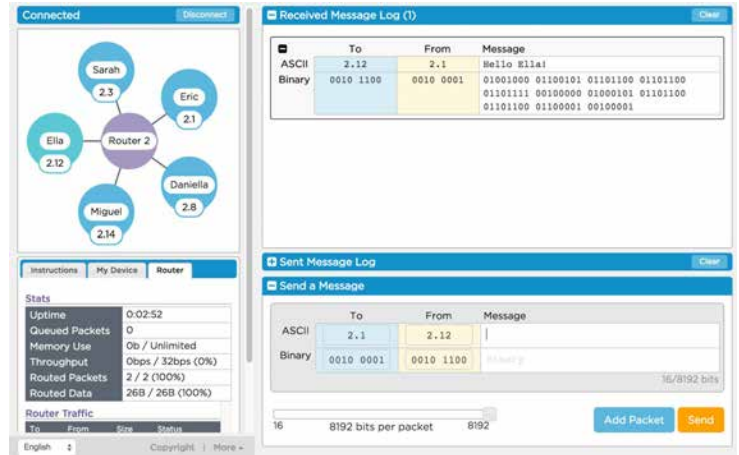 Connected Disconnect
Sarah
2.3
Eric
2.1
Ella
2.12
Router 2
Daniella
2.8
Miguel
2.14
Instructions My Device Router
Stats
Uptime 0:02:52
Queued Packets 0
Memory Use 0b / Unlimited
Throughput 0bps / 32bps (0%)
Routed Packets 2 / 2 (100%)
Routed Data 26B / 26B (100%)
Router Traffic
To From Size Status
English Copyright | More
Received Message Log (1) Clear
To From Message
ASCII 2.12 2.1 Hello Ella!
Binary 0010 1100 0010 0001 01001000 01100101 01101100 01101100
01101111 00100000 01000101 01101100
01101100 01100001 00100001
Sent Message Log Clear
Send a Message
To From Message
ASCII 2.1 2.12
Binary 0010 0001 0010 1100 Binary
16/8192 bits
16 8192 bits per packet 8192
Add Packet Send